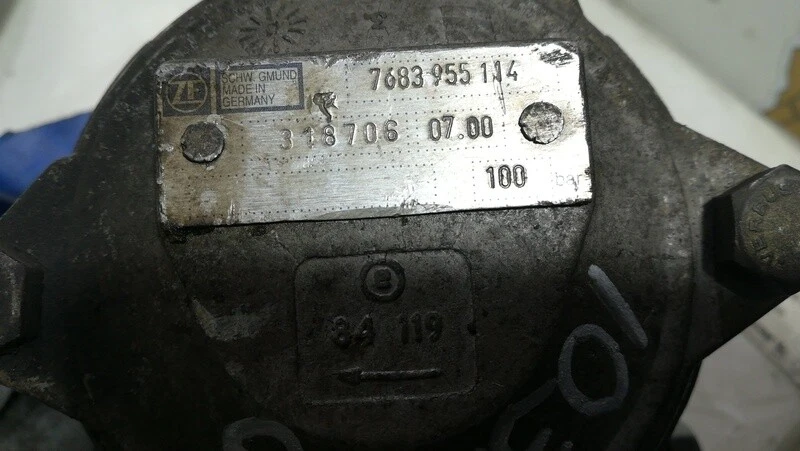 ZF
SCHW. GMUND
MADE IN
GERMANY
7683 955 114
318706 07.00
100 bar
B
84 119